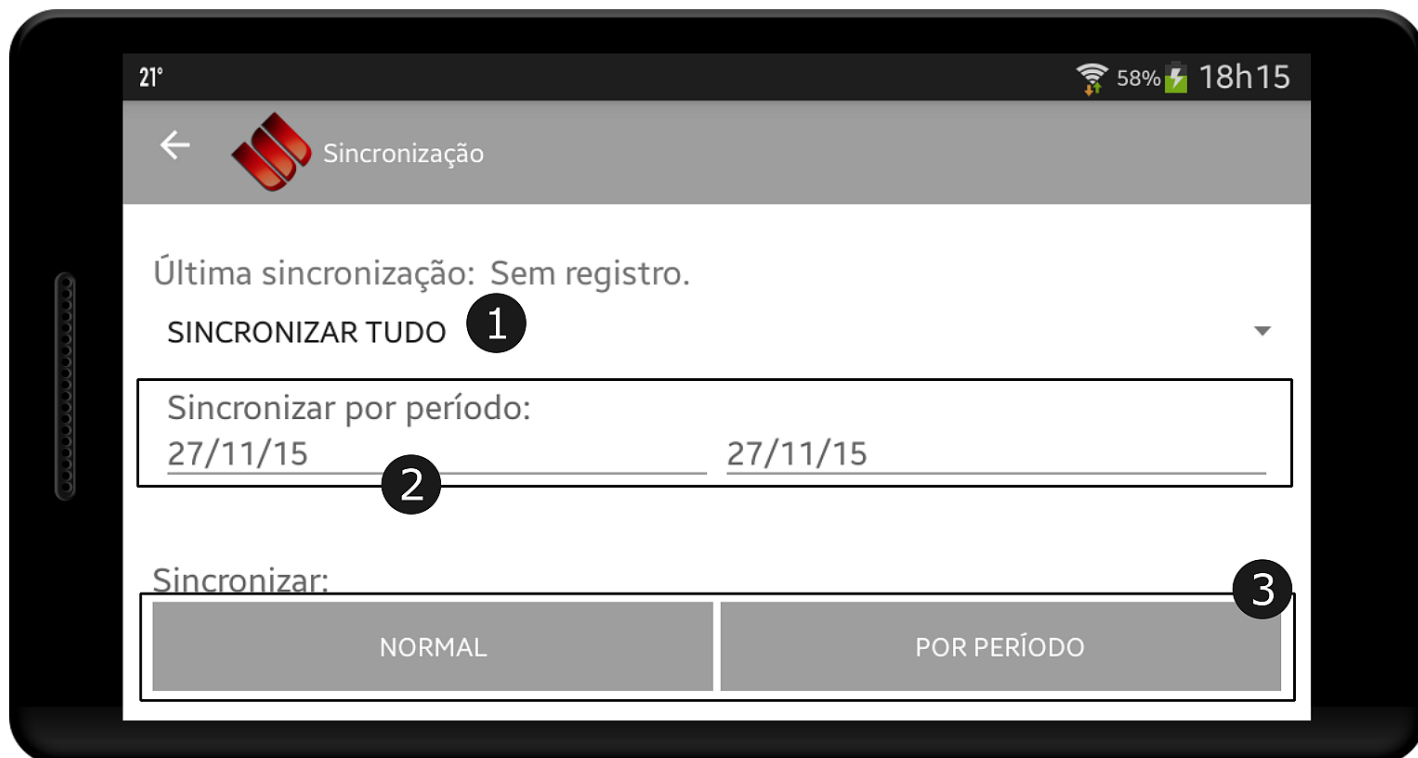 21° 58% 18h15
Sincronização
Última sincronização: Sem registro.
SINCRONIZAR TUDO 1
Sincronizar por período:
27/11/15 27/11/15
2
Sincronizar:
3
NORMAL POR PERÍODO